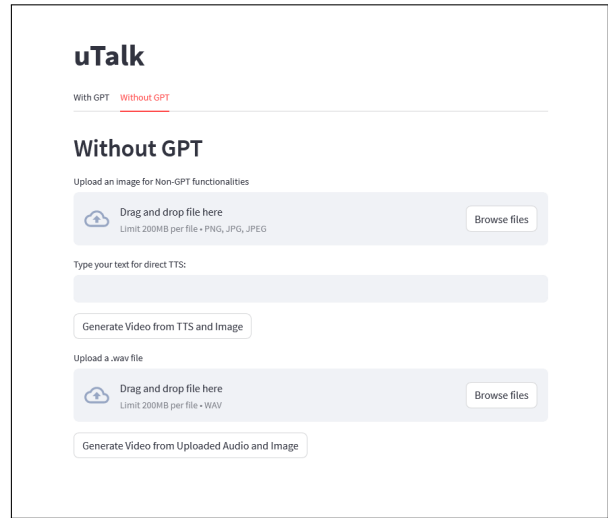 uTalk
With GPT Without GPT
Without GPT
Upload an image for Non-GPT functionalities
Drag and drop file here
Limit 200MB per file • PNG, JPG, JPEG
Browse files
Type your text for direct TTS:
Generate Video from TTS and Image
Upload a .wav file
Drag and drop file here
Limit 200MB per file • WAV
Browse files
Generate Video from Uploaded Audio and Image